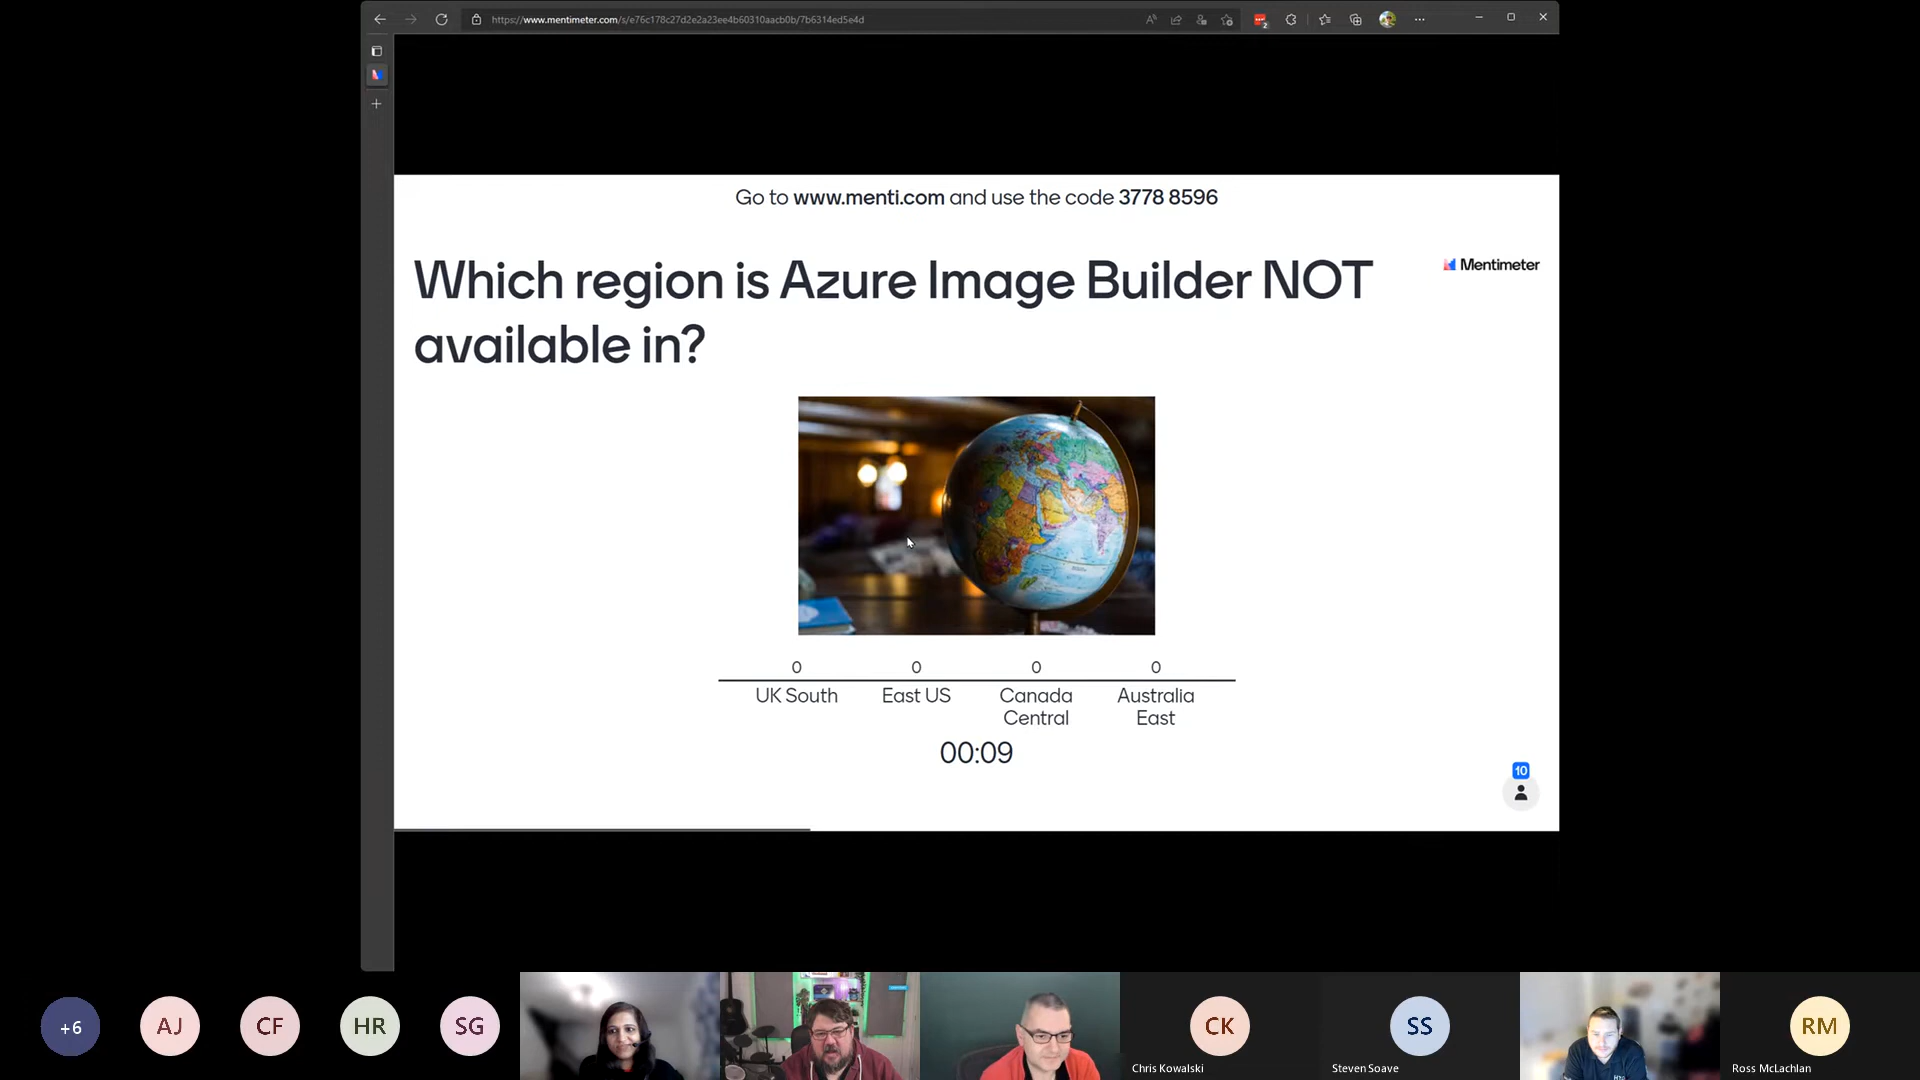 https://www.mentimeter.com/s/e76c178c27d2e2a23ee4b60310aacb0b/7b6314ed5e4d
2
Go to www.menti.com and use the code 3778 8596
Mentimeter
Which region is Azure Image Builder NOT
available in?
0 0 0 0
UK South East US Canada Central Australia East
00:09
10
+6
AJ
CF
HR
SG
CK
Chris Kowalski
SS
Steven Soave
RM
Ross McLachlan